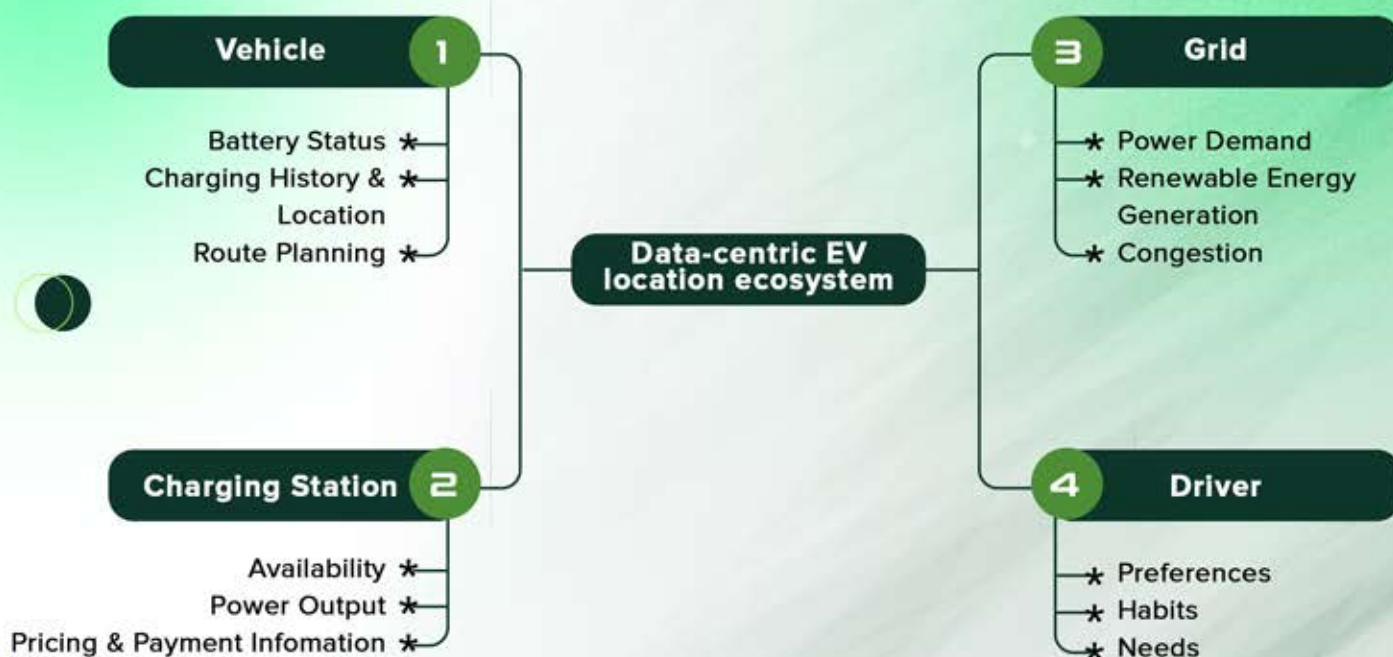 Vehicle 1
Battery Status *
Charging History & *
Location
Route Planning *
Charging Station 2
Availability *
Power Output *
Pricing & Payment Infomation *
Data-centric EV
location ecosystem
3 Grid
* Power Demand
* Renewable Energy
Generation
* Congestion
4 Driver
* Preferences
* Habits
* Needs